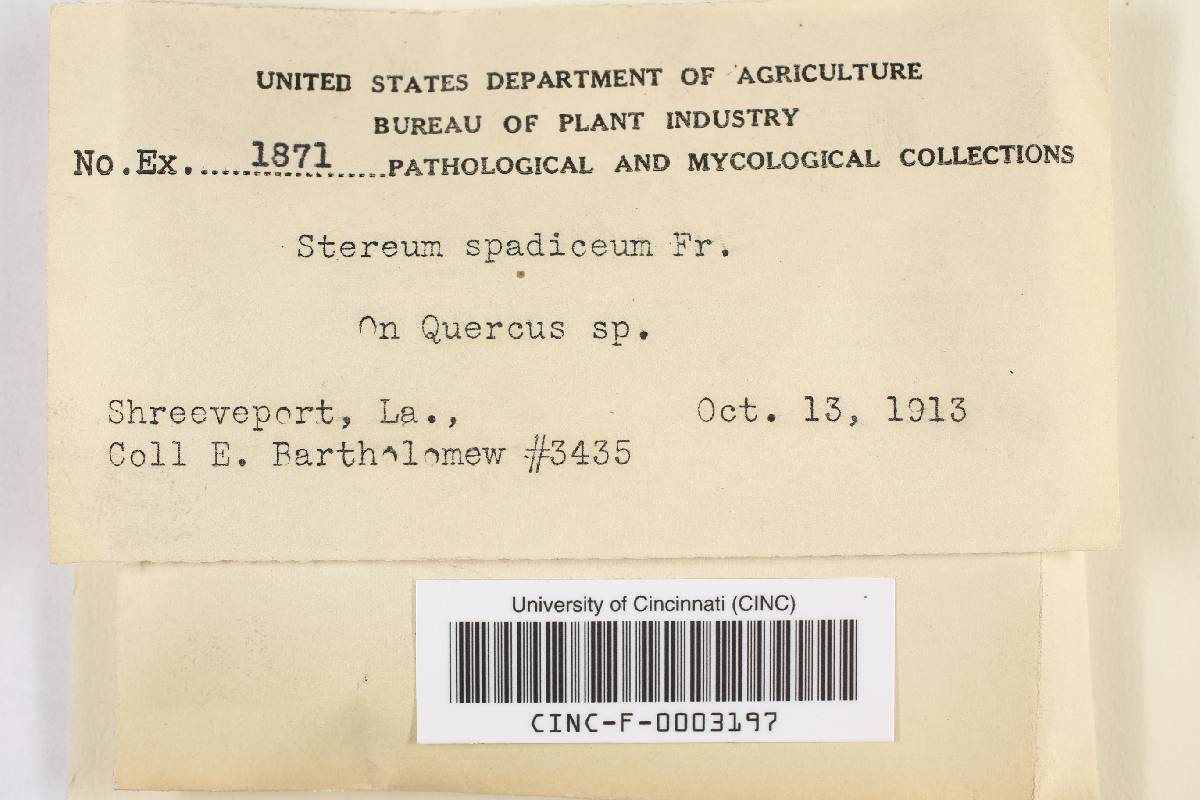 UNITED STATES DEPARTMENT OF AGRICULTURE
BUREAU OF PLANT INDUSTRY
No.Ex.....1871.....PATHOLOGICAL AND MYCOLOGICAL COLLECTIONS
Stereum spadiceum Fr.
On Quercus sp.
Shreeveport, La., Oct. 13, 1913
Coll E. Bartholomew #3435
University of Cincinnati (CINC)
CINC-F-0003197